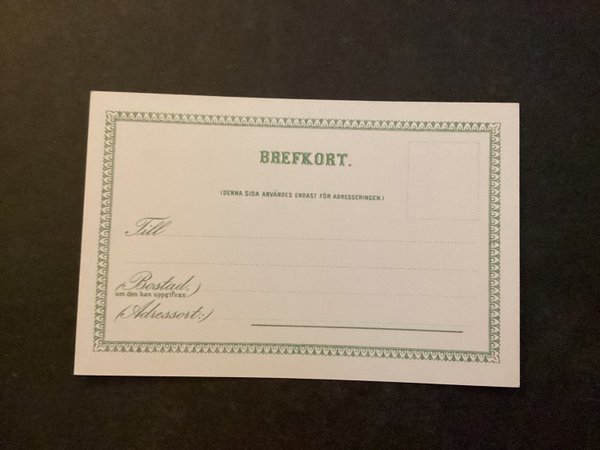 BREFKORT.
(DENNA SIDA ANVÄNDES ENDAST FÖR ADRESSERINGEN.)
Till
(Bostad.)
om den kan uppgifvas
(Adressort:)